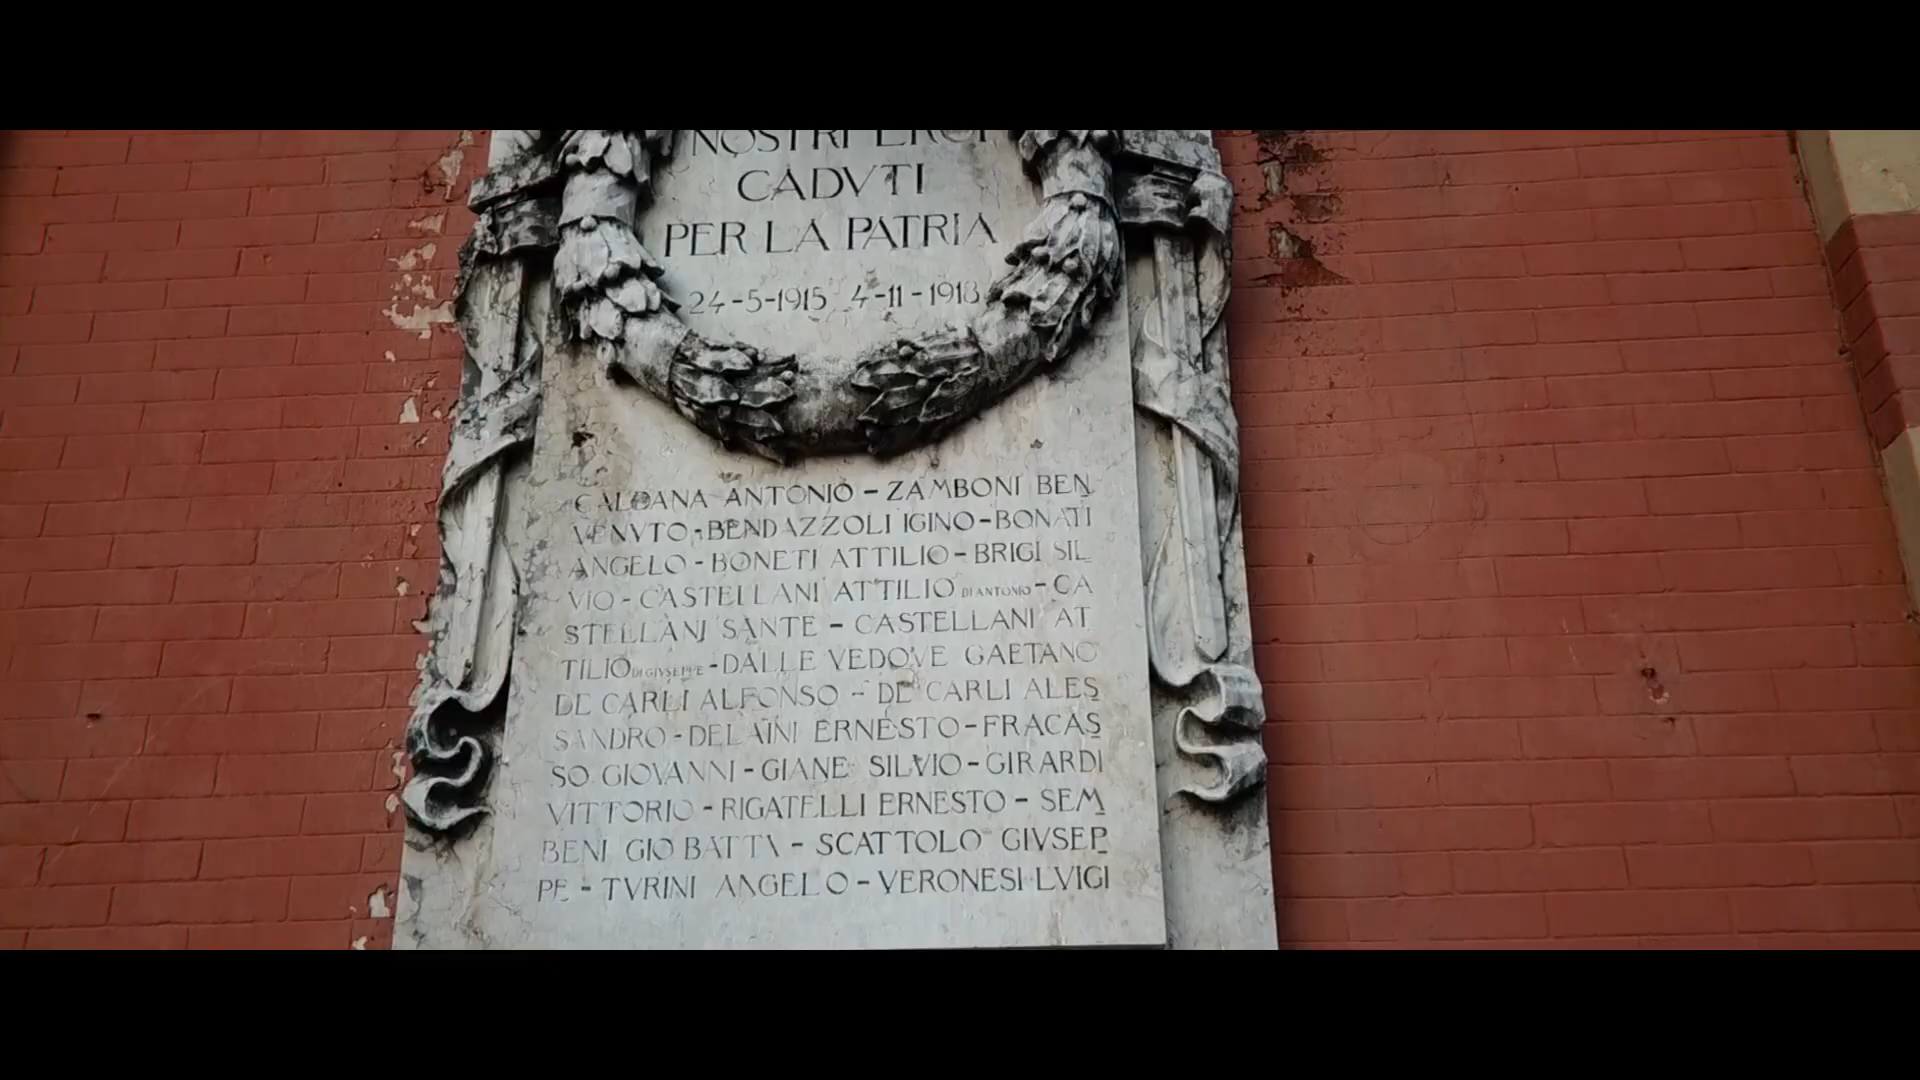 NOSTRI EROI
CADVTI
PER LA PATRIA
24-5-1915 4-11-1918
CALDANA ANTONIO - ZAMBONI BEN
VENVTO - BENDAZZOLI IGINO - BONATI
ANGELO - BONETI ATTILIO - BRIGI SIL
VIO - CASTELLANI ATTILIO DI ANTONIO - CA
STELLANI SANTE - CASTELLANI AT
TILIO DI GIVSEPPE - DALLE VEDOVE GAETANO
DE CARLI ALFONSO - DE CARLI ALES
SANDRO - DELAINI ERNESTO - FRACAS
SO GIOVANNI - GIANE SILVIO - GIRARDI
VITTORIO - RIGATELLI ERNESTO - SEM
BENI GIO BATTA - SCATTOLO GIVSEP
PE - TVRINI ANGELO - VERONESI LVIGI